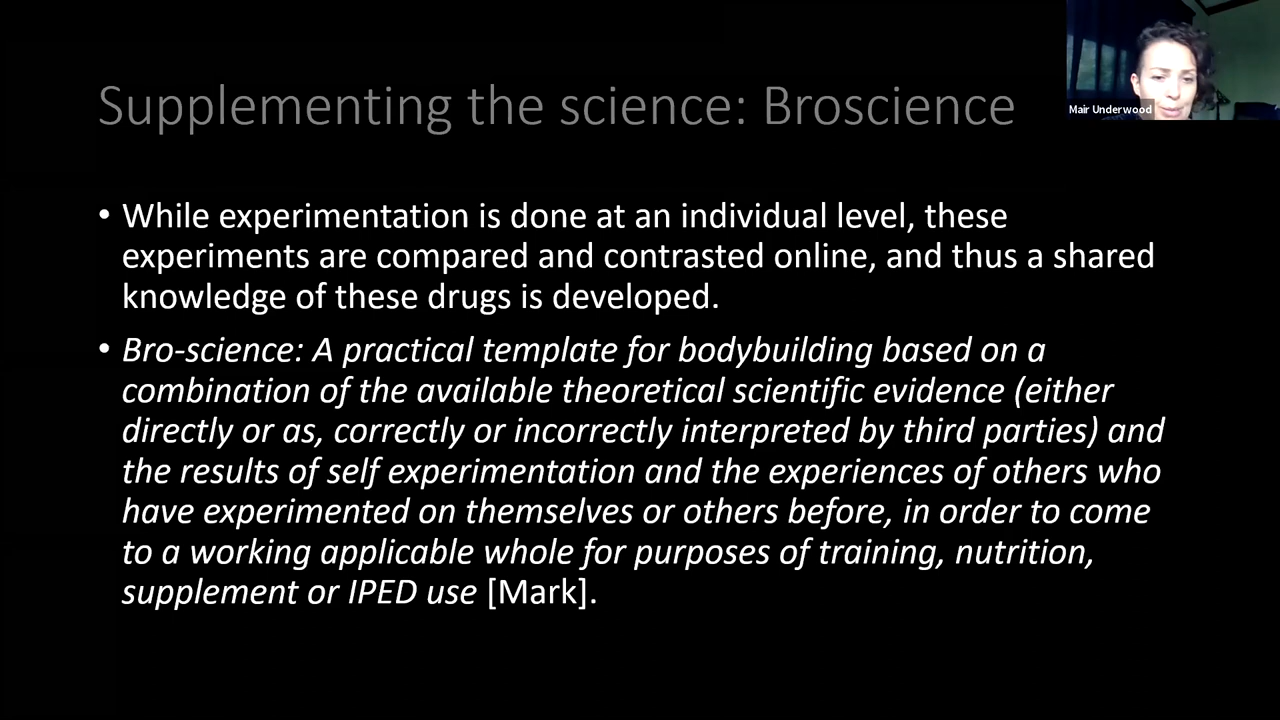 Supplementing the science: Broscience
Mair Underwood
• While experimentation is done at an individual level, these
experiments are compared and contrasted online, and thus a shared
knowledge of these drugs is developed.
• Bro-science: A practical template for bodybuilding based on a
combination of the available theoretical scientific evidence (either
directly or as, correctly or incorrectly interpreted by third parties) and
the results of self experimentation and the experiences of others who
have experimented on themselves or others before, in order to come
to a working applicable whole for purposes of training, nutrition,
supplement or IPED use [Mark].